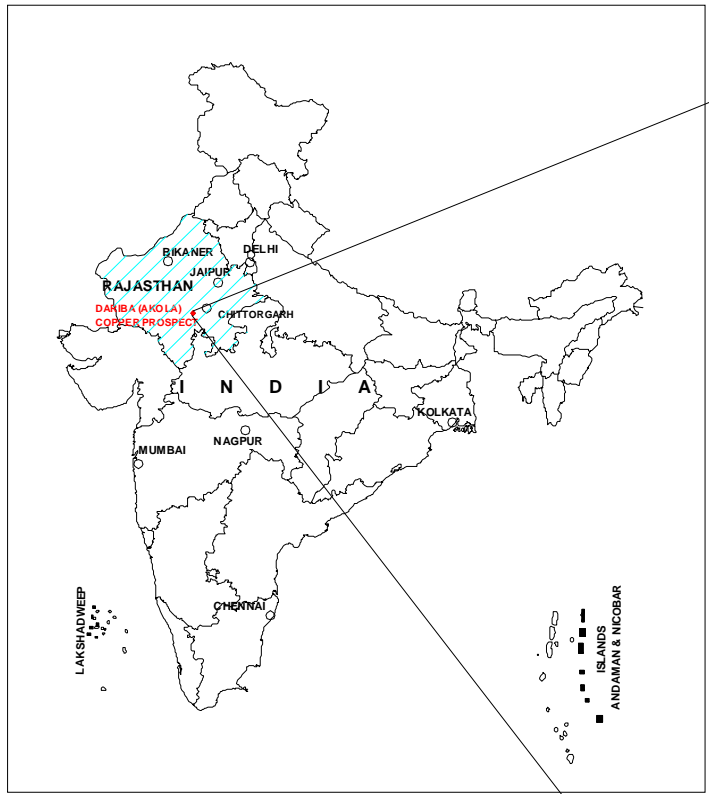 DELHI
BIKANER
JAIPUR
RAJASTHAN
DARIBA (AKOLA)
COPPER PROSPECT
CHITTORGARH
I N D I A
KOLKATA
NAGPUR
MUMBAI
CHENNAI
LAKSHADWEEP
ISLANDS
ANDAMAN & NICOBAR